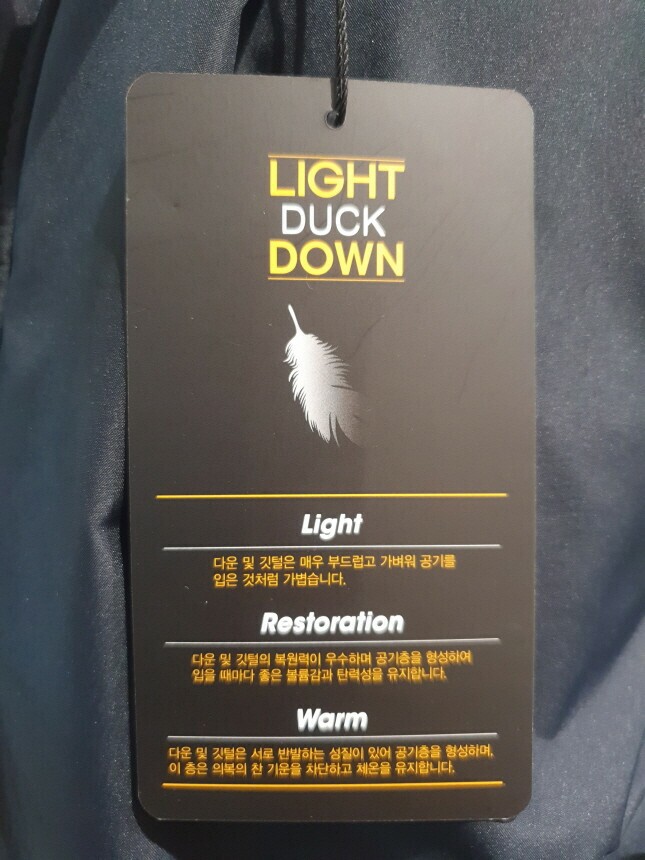 LIGHT
DUCK
DOWN
Light
다운 및 깃털은 매우 부드럽고 가벼워 공기를
입은 것처럼 가볍습니다.
Restoration
다운 및 깃털의 복원력이 우수하며 공기층을 형성하여
입을 때마다 좋은 볼륨감과 탄력성을 유지합니다.
Warm
다운 및 깃털은 서로 반발하는 성질이 있어 공기층을 형성하며,
이 층은 의복의 찬 기운을 차단하고 체온을 유지합니다.